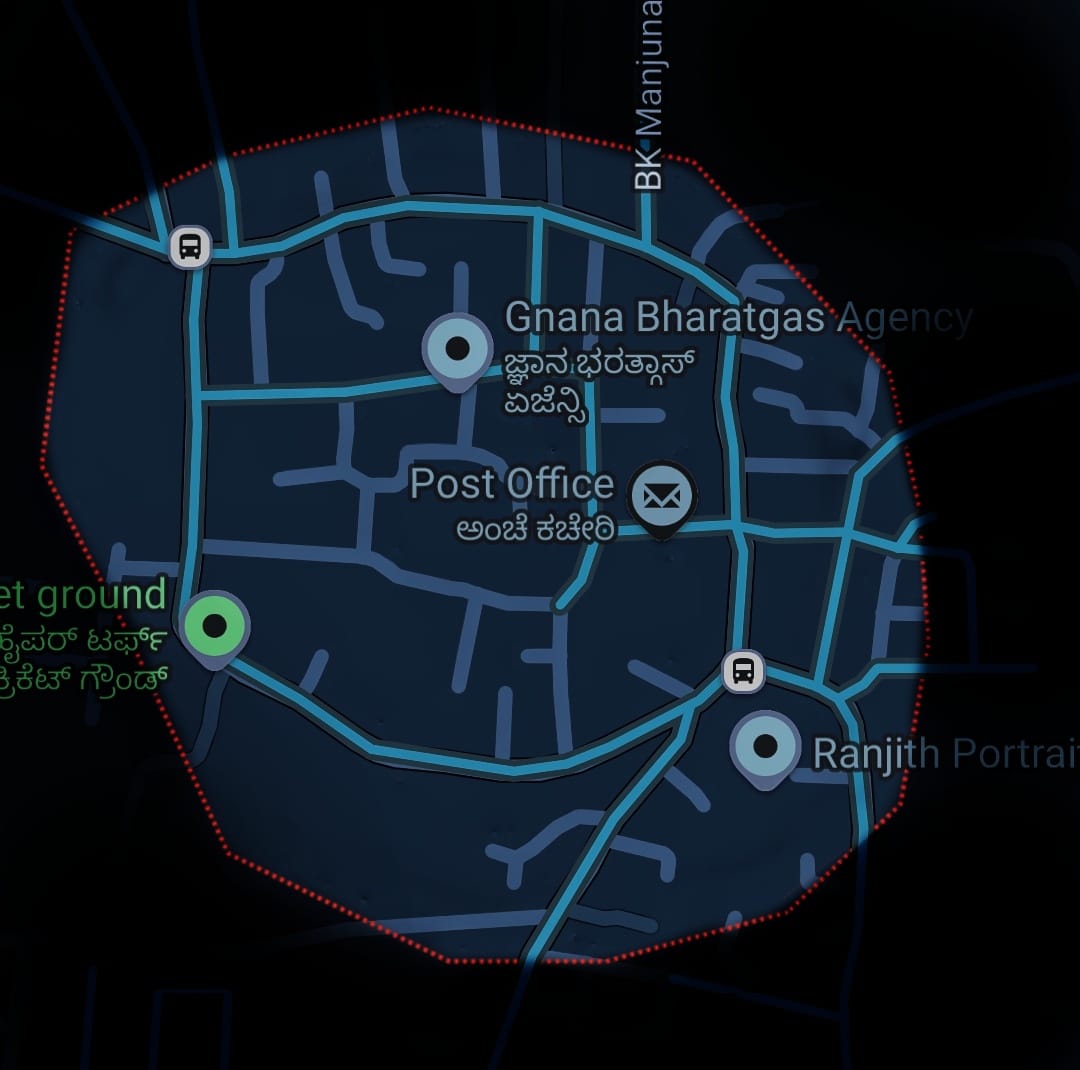 BK Manjuna
Gnana Bharatgas Agency
ಜ್ಞಾನ ಭರತ್ಗಾಸ್
ಏಜೆನ್ಸಿ
Post Office
ಅಂಚೆ ಕಚೇರಿ
et ground
ಹೈಪರ್ ಟರ್ಫ್
ಕ್ರಿಕೆಟ್ ಗ್ರೌಂಡ್
Ranjith Portrai